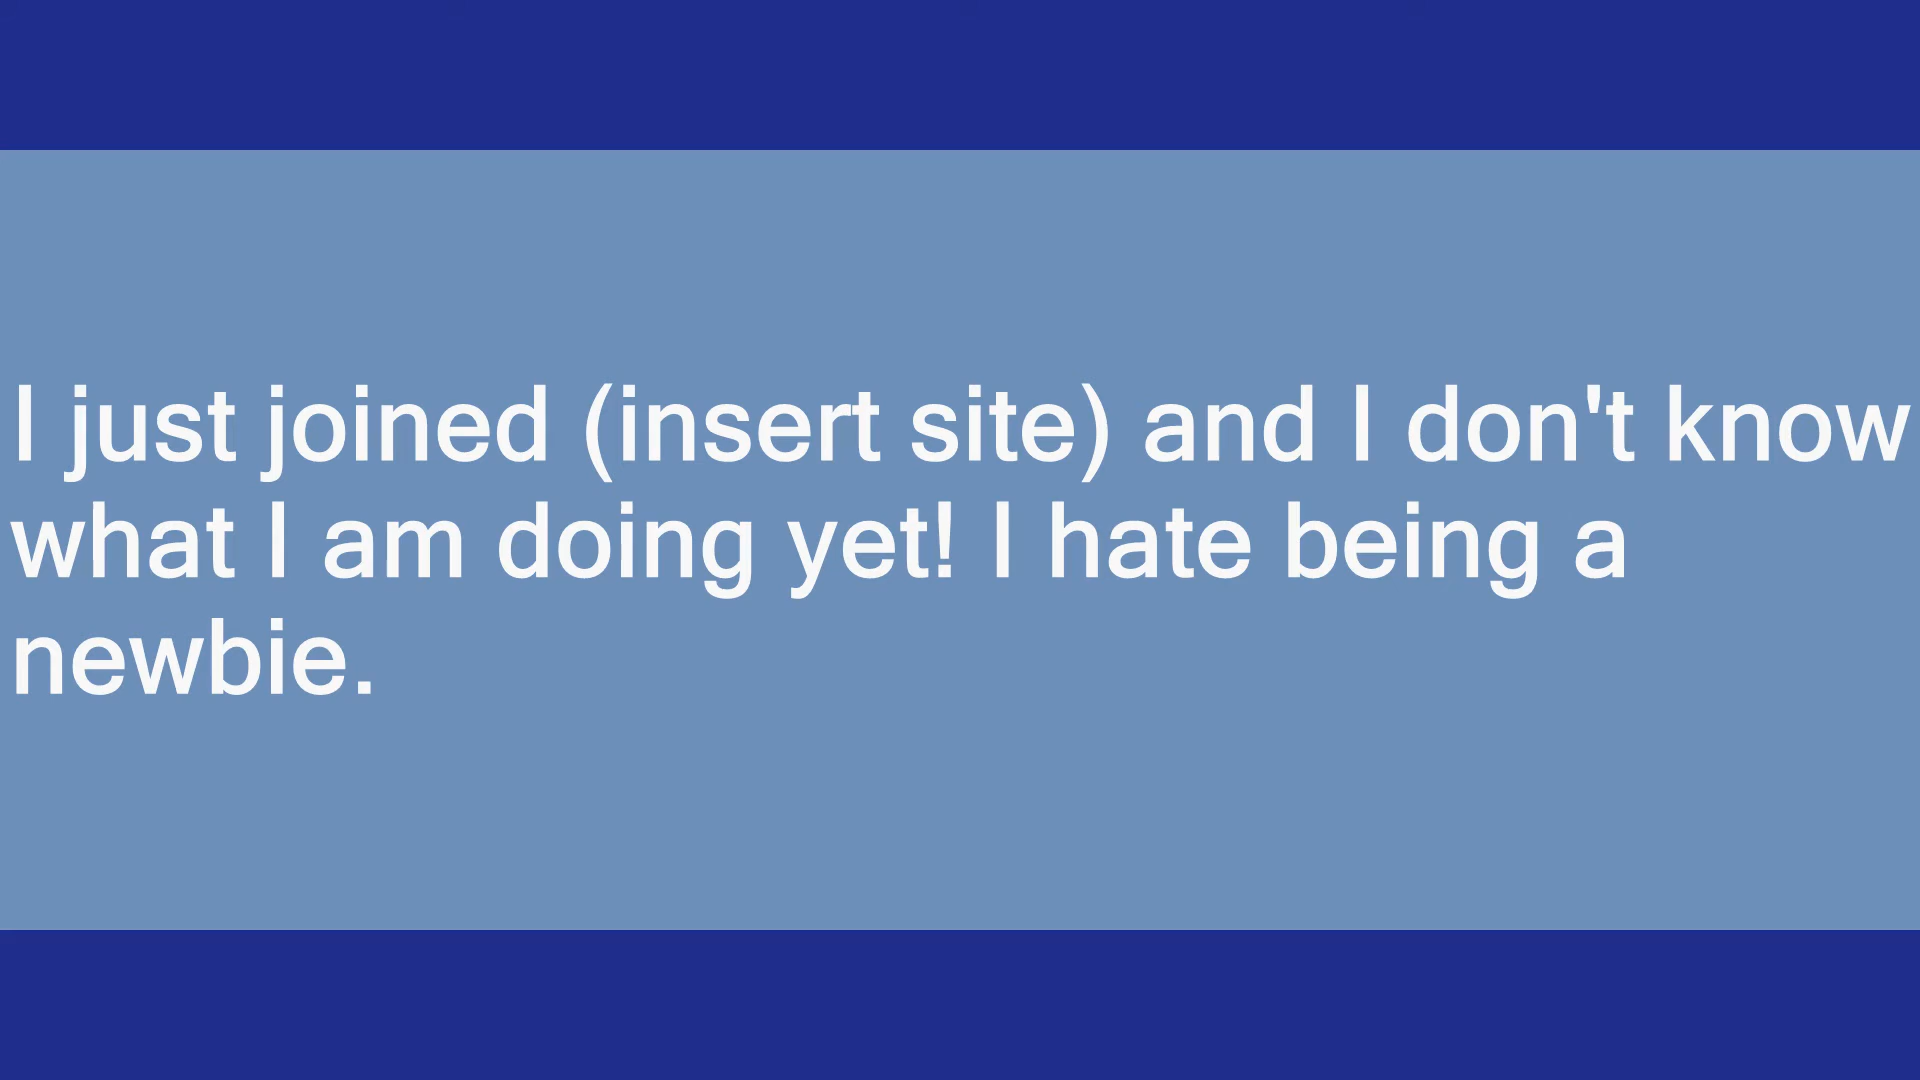 I just joined (insert site) and I don't know
what I am doing yet! I hate being a
newbie.